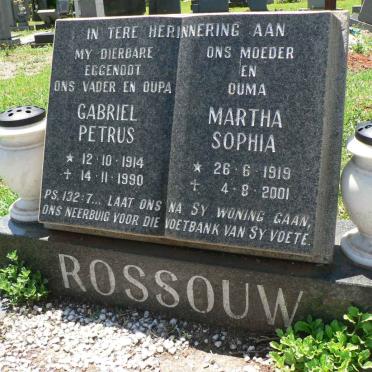 IN TERE HERINNERING AAN
MY DIERBARE
EGGENOOT
ONS VADER EN OUPA
GABRIEL
PETRUS
* 12·10·1914
✝ 14·11·1990
ONS MOEDER
EN
OUMA
MARTHA
SOPHIA
* 26·6·1919
✝ 4·8·2001
PS. 132:7... LAAT ONS NA SY WONING GAAN,
ONS NEERBUIG VOOR DIE VOETBANK VAN SY VOETE.
ROSSOUW